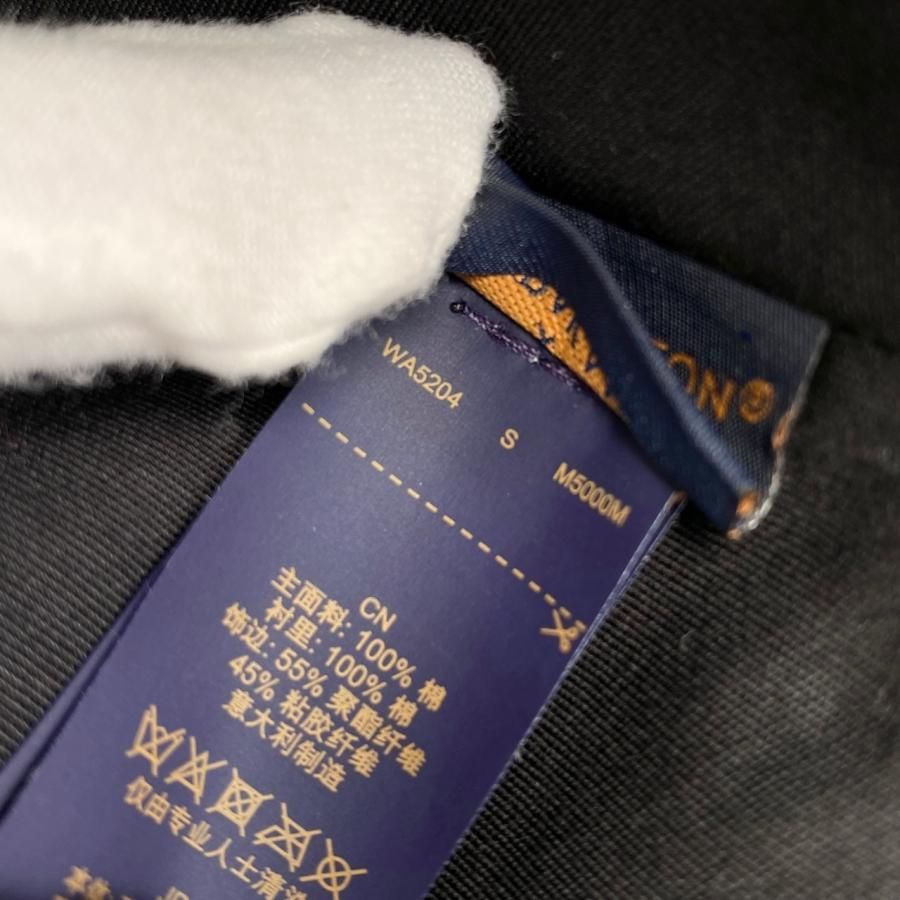 ON®
WA5204 S M5000M
CN
主面料: 100% 棉
衬里: 100% 棉
饰边: 55% 聚酯纤维
45% 粘胶纤维
意大利制造
仅由专业人士清洗